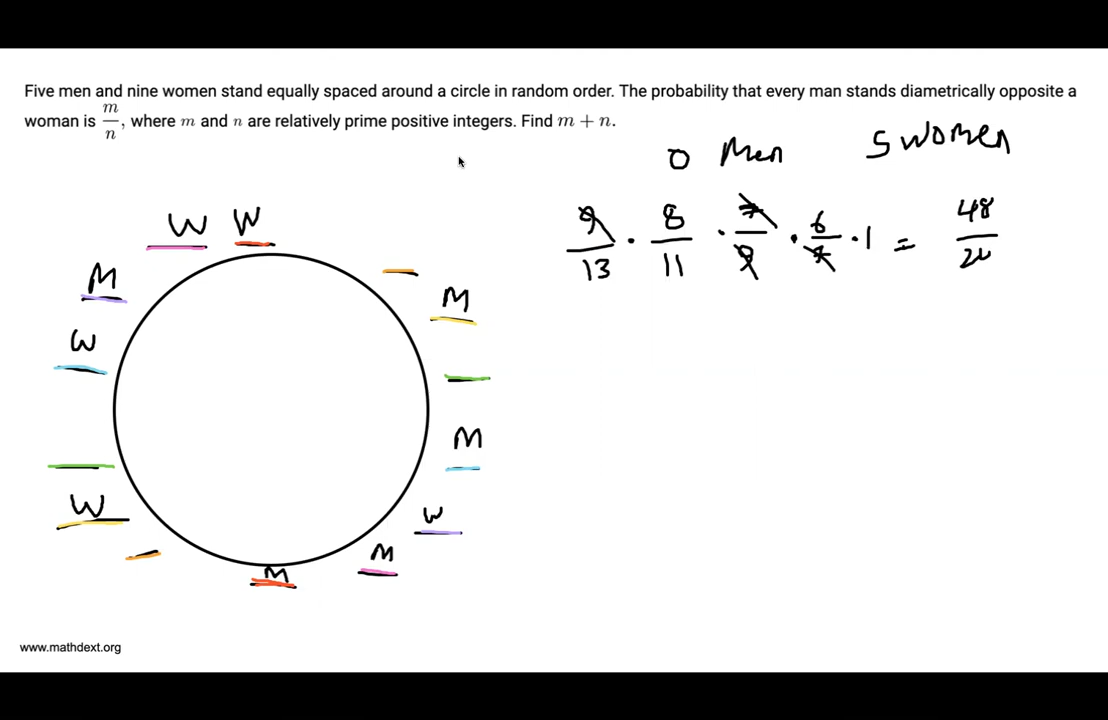 Five men and nine women stand equally spaced around a circle in random order. The probability that every man stands diametrically opposite a
woman is m/n, where m and n are relatively prime positive integers. Find m + n.
0 Men 5 women
9/13 · 8/11 · 7/9 · 6/7 · 1 = 48
W W
M
M
W
M
W
W
M
M
www.mathdext.org